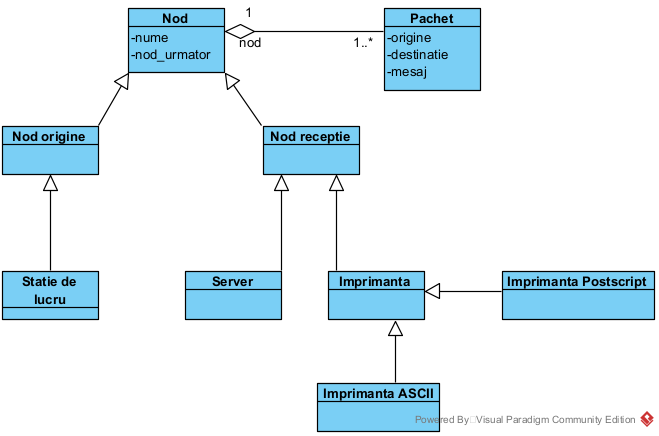 Nod
-nume
-nod_urmator
1
nod
1..*
Pachet
-origine
-destinatie
-mesaj
Nod origine
Nod receptie
Statie de
lucru
Server
Imprimanta
Imprimanta Postscript
Imprimanta ASCII
Powered By Visual Paradigm Community Edition